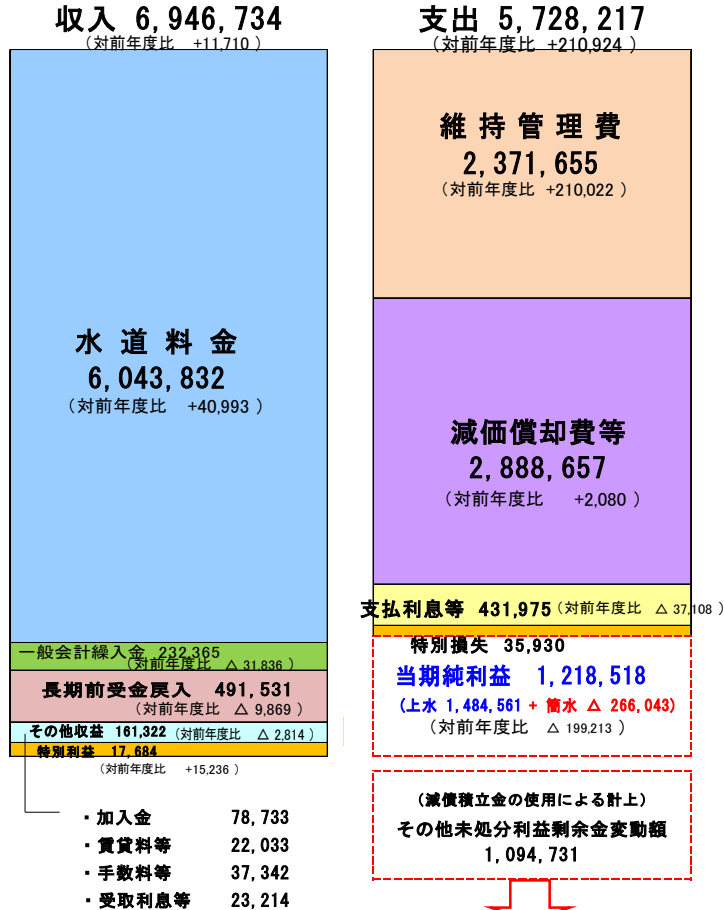 収入 6,946,734
（対前年度比 +11,710 ）
水 道 料 金
6,043,832
（対前年度比 +40,993 ）
一般会計繰入金 232,365
（対前年度比 △ 31,836 ）
長期前受金戻入 491,531
（対前年度比 △ 9,869 ）
その他収益 161,322 （対前年度比 △ 2,814 ）
特別利益 17,684
（対前年度比 +15,236 ）
・加入金 78,733
・賃貸料等 22,033
・手数料等 37,342
・受取利息等 23,214
支出 5,728,217
（対前年度比 +210,924 ）
維 持 管 理 費
2,371,655
（対前年度比 +210,022 ）
減価償却費等
2,888,657
（対前年度比 +2,080 ）
支払利息等 431,975 （対前年度比 △ 37,108 ）
特別損失 35,930
当期純利益 1,218,518
（上水 1,484,561 + 簡水 △ 266,043）
（対前年度比 △ 199,213 ）
（減債積立金の使用による計上）
その他未処分利益剰余金変動額
1,094,731